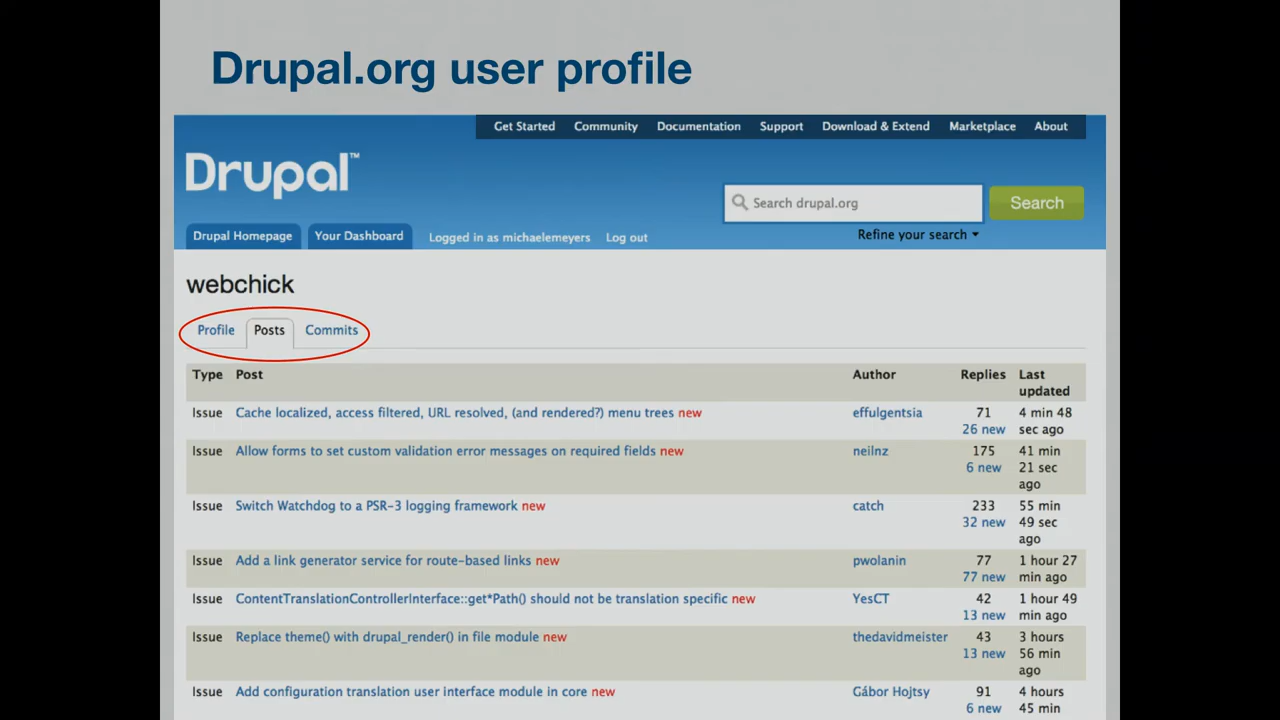 Drupal.org user profile
Get Started Community Documentation Support Download & Extend Marketplace About
Drupal™
Search drupal.org Search
Drupal Homepage Your Dashboard Logged in as michaelemeyers Log out Refine your search
webchick
Profile Posts Commits
Type Post Author Replies Last updated
Issue Cache localized, access filtered, URL resolved, (and rendered?) menu trees new effulgentsia 71 4 min 48
26 new sec ago
Issue Allow forms to set custom validation error messages on required fields new neilnz 175 41 min
6 new 21 sec
ago
Issue Switch Watchdog to a PSR-3 logging framework new catch 233 55 min
32 new 49 sec
ago
Issue Add a link generator service for route-based links new pwolanin 77 1 hour 27
77 new min ago
Issue ContentTranslationControllerInterface::get*Path() should not be translation specific new YesCT 42 1 hour 49
13 new min ago
Issue Replace theme() with drupal_render() in file module new thedavidmeister 43 3 hours
13 new 56 min
ago
Issue Add configuration translation user interface module in core new Gábor Hojtsy 91 4 hours
6 new 45 min